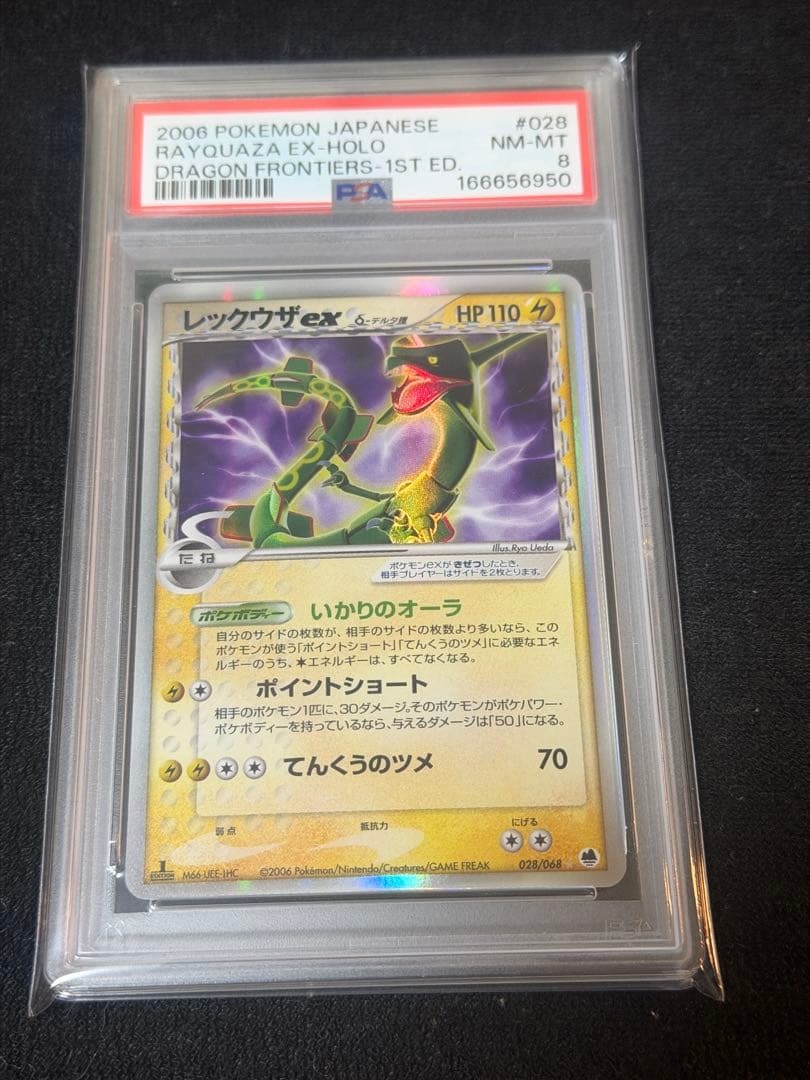 2006 POKEMON JAPANESE #028
RAYQUAZA EX-HOLO NM-MT
DRAGON FRONTIERS-1ST ED. 8
PSA 166656950
レックウザex δ-デルタ種 HP110
Illus.Ryo Ueda
たね
ポケモンexがきぜつしたとき、
相手プレイヤーはサイドを2枚とります。
ポケボディー いかりのオーラ
自分のサイドの枚数が、相手のサイドの枚数より多いなら、この
ポケモンが使う「ポイントショート」「てんくうのツメ」に必要なエネ
ルギーのうち、エネルギーは、すべてなくなる。
ポイントショート
相手のポケモン1匹に、30ダメージ。そのポケモンがポケパワー・
ポケボディーを持っているなら、与えるダメージは「50」になる。
てんくうのツメ 70
弱点 抵抗力 にげる
1 EDITION M66-UEE-1HC ©2006 Pokémon/Nintendo/Creatures/GAME FREAK 028/068